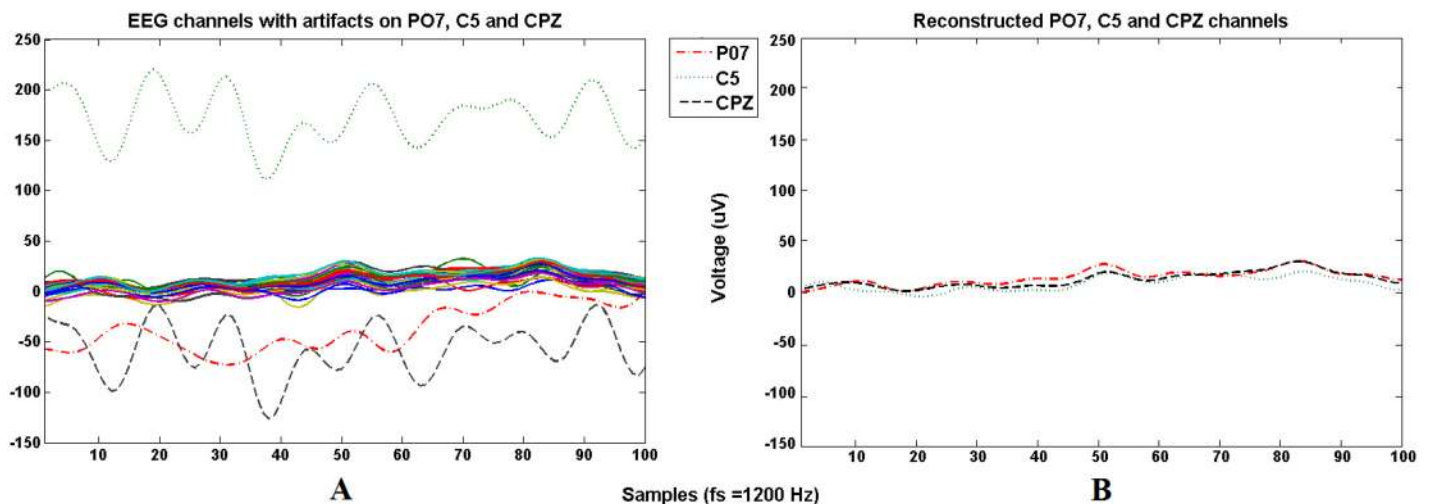 EEG channels with artifacts on PO7, C5 and CPZ
250
200
150
100
50
0
-50
-100
-150
10 20 30 40 50 60 70 80 90 100
A
P07
C5
CPZ
Samples (fs =1200 Hz)
Reconstructed PO7, C5 and CPZ channels
Voltage (uV)
250
200
150
100
50
0
-50
-100
-150
10 20 30 40 50 60 70 80 90 100
B